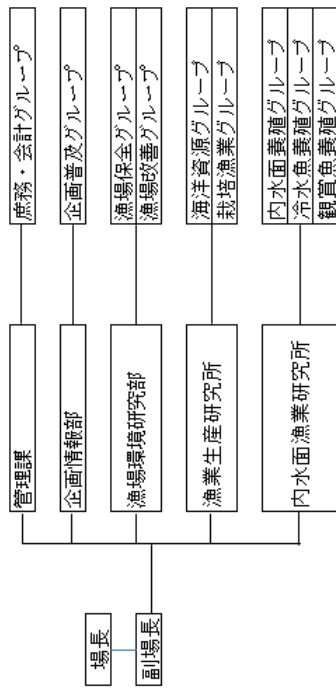 場長
副場長
管理課
庶務・会計グループ
企画情報部
企画普及グループ
漁場環境研究部
漁場保全グループ
漁場改善グループ
漁業生産研究所
海洋資源グループ
栽培漁業グループ
内水面漁業研究所
内水面養殖グループ
冷水魚養殖グループ
観賞魚養殖グループ